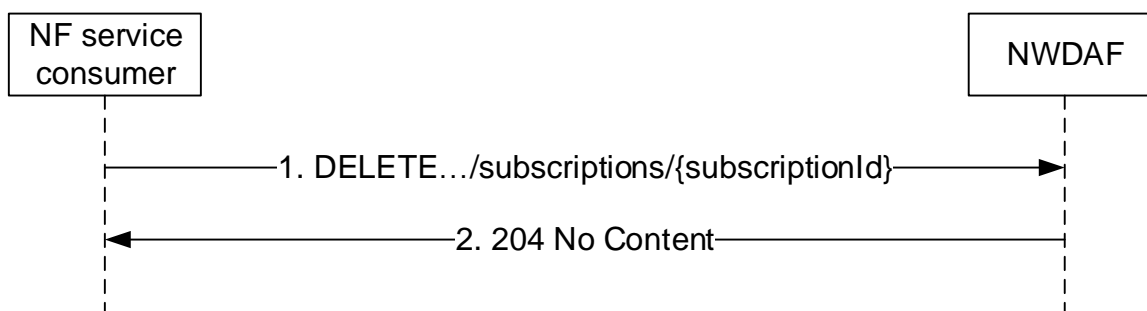 NF service
consumer
NWDAF
1. DELETE…/subscriptions/{subscriptionId}
2. 204 No Content